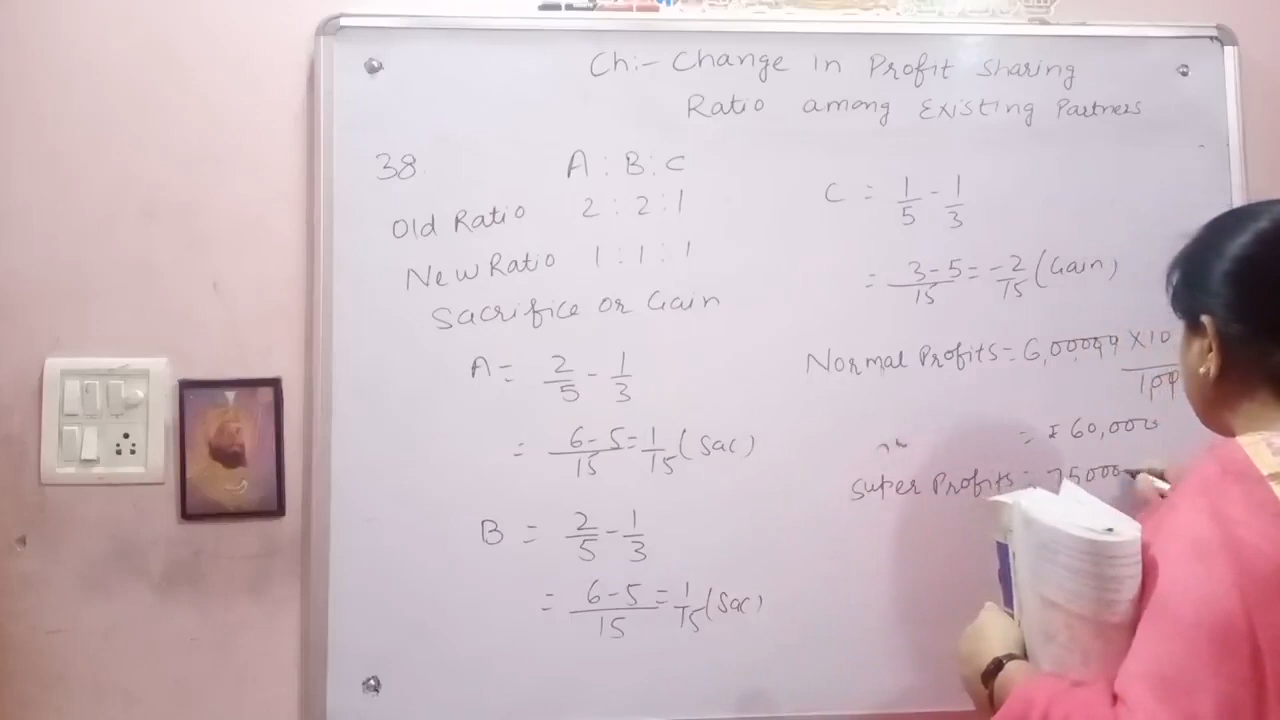 Ch:- Change in Profit Sharing
Ratio among Existing Partners
38.
A : B : C
Old Ratio 2 : 2 : 1
New Ratio 1 : 1 : 1
Sacrifice or Gain
A = 2/5 - 1/3
= 6-5/15 = 1/15 (Sac)
B = 2/5 - 1/3
= 6-5/15 = 1/15 (Sac)
C = 1/5 - 1/3
= 3-5/15 = -2/15 (Gain)
Normal Profits = 6,00000 × 10/100
= ₹ 60,000
Super Profits = 75000-